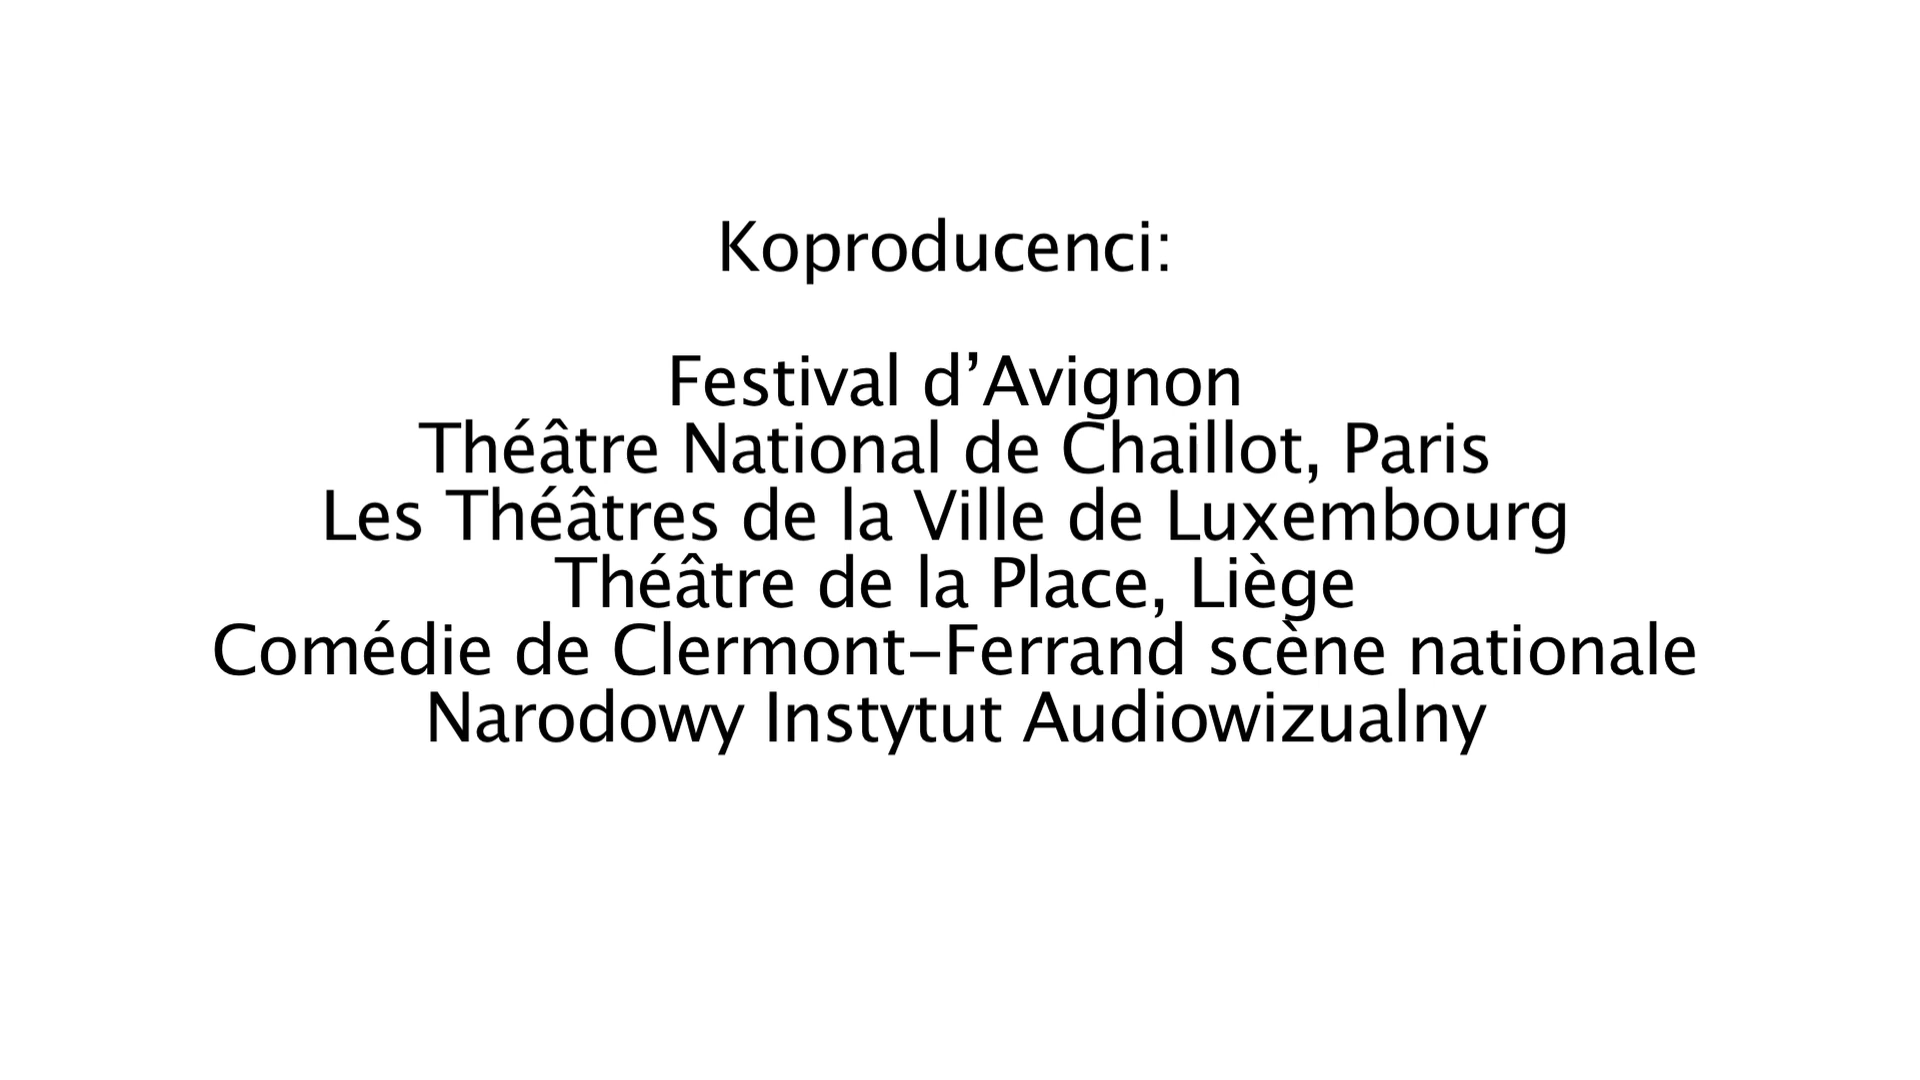 Koproducenci:
Festival d’Avignon
Théâtre National de Chaillot, Paris
Les Théâtres de la Ville de Luxembourg
Théâtre de la Place, Liège
Comédie de Clermont–Ferrand scène nationale
Narodowy Instytut Audiowizualny